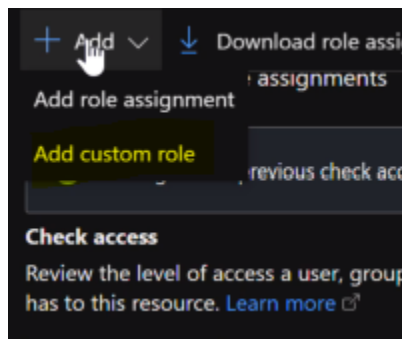 + Add Download role assi
assignments
Add role assignment
Add custom role
previous check acc
Check access
Review the level of access a user, group
has to this resource. Learn more